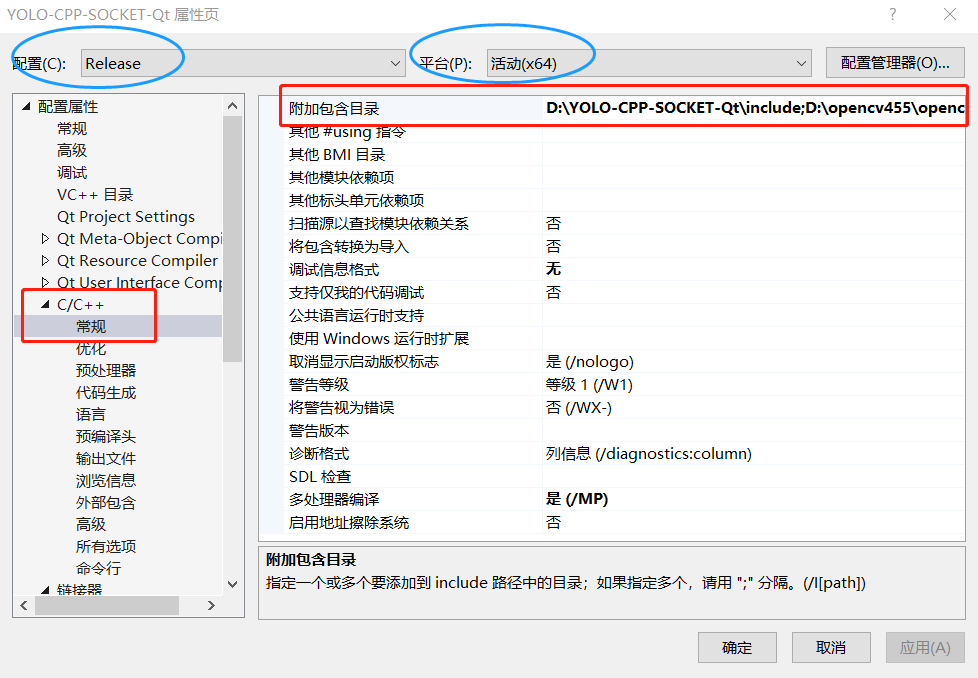 YOLO-CPP-SOCKET-Qt 属性页
?
配置(C):
Release
平台(P):
活动(x64)
配置管理器(O)...
配置属性
常规
高级
调试
VC++ 目录
Qt Project Settings
Qt Meta-Object Compi
Qt Resource Compiler
Qt User Interface Comp
C/C++
常规
优化
预处理器
代码生成
语言
预编译头
输出文件
浏览信息
外部包含
高级
所有选项
命令行
链接器
附加包含目录 D:\YOLO-CPP-SOCKET-Qt\include;D:\opencv455\openc
其他 #using 指令
其他 BMI 目录
其他模块依赖项
其他标头单元依赖项
扫描源以查找模块依赖关系 否
将包含转换为导入 否
调试信息格式 无
支持仅我的代码调试 否
公共语言运行时支持
使用 Windows 运行时扩展
取消显示启动版权标志 是 (/nologo)
警告等级 等级 1 (/W1)
将警告视为错误 否 (/WX-)
警告版本
诊断格式 列信息 (/diagnostics:column)
SDL 检查
多处理器编译 是 (/MP)
启用地址擦除系统 否
附加包含目录
指定一个或多个要添加到 include 路径中的目录；如果指定多个，请用 ";" 分隔。(/I[path])
确定
取消
应用(A)